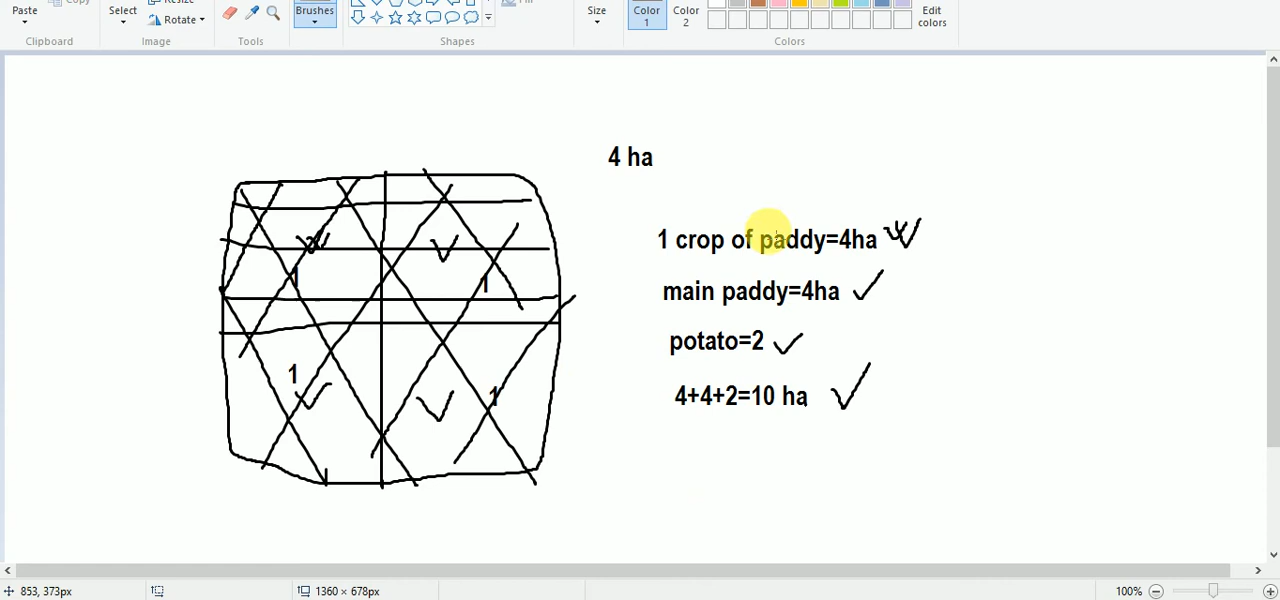 Paste
Select
Rotate
Brushes
Size
Color 1
Color 2
Edit colors
Clipboard
Image
Tools
Shapes
Colors
4 ha
1 crop of paddy=4ha
main paddy=4ha
potato=2
4+4+2=10 ha
1
1
1
1
853, 373px
1360 × 678px
100%